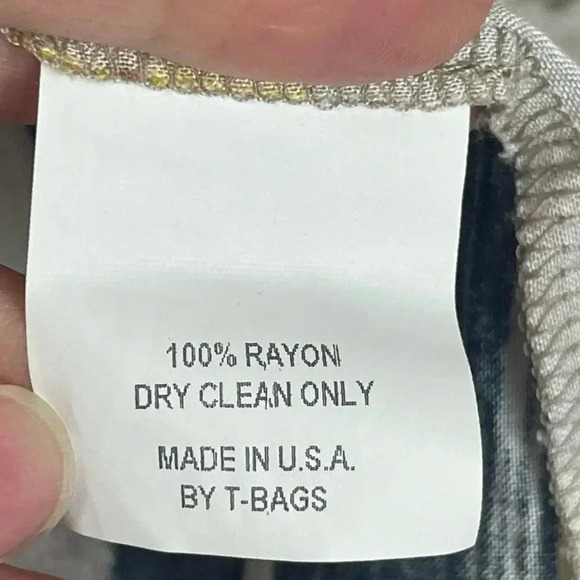 100% RAYON
DRY CLEAN ONLY
MADE IN U.S.A.
BY T-BAGS